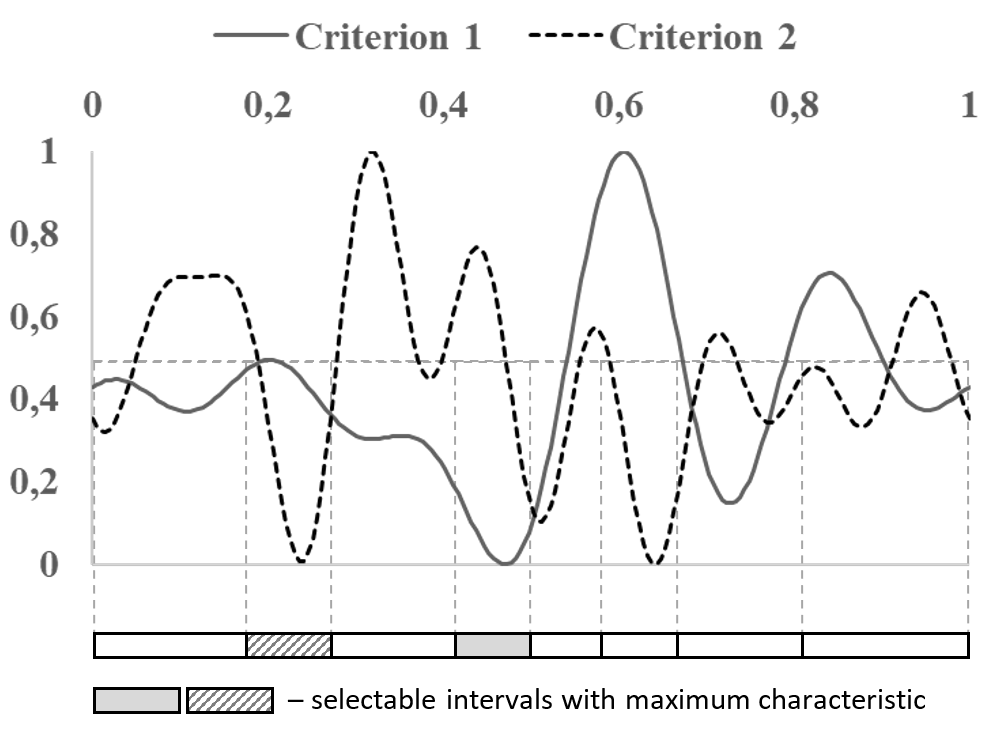 Criterion 1 Criterion 2
0 0,2 0,4 0,6 0,8 1
1
0,8
0,6
0,4
0,2
0
– selectable intervals with maximum characteristic